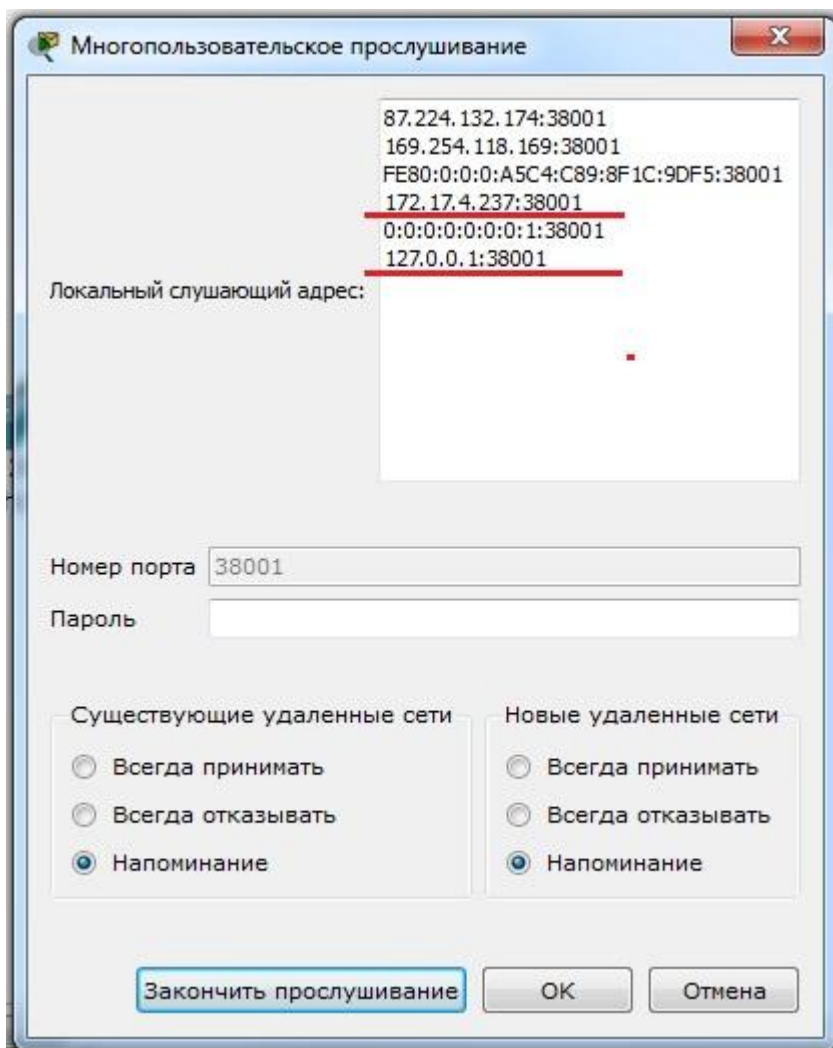 Многопользовательское прослушивание
87.224.132.174:38001
169.254.118.169:38001
FE80:0:0:0:A5C4:C89:8F1C:9DF5:38001
172.17.4.237:38001
0:0:0:0:0:0:0:1:38001
127.0.0.1:38001
Локальный слушающий адрес:
Номер порта 38001
Пароль
Существующие удаленные сети
Всегда принимать
Всегда отказывать
Напоминание
Новые удаленные сети
Всегда принимать
Всегда отказывать
Напоминание
Закончить прослушивание OK Отмена